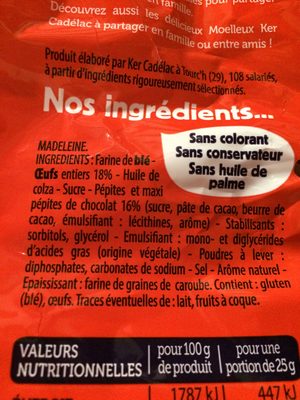 en famille
Découvrez aussi les délicieux Moelleux Ker
Cadélac à partager en famille ou entre amis !
Produit élaboré par Ker Cadélac à Tourc'h (29), 108 salariés,
à partir d'ingrédients rigoureusement sélectionnés.
Nos ingrédients...
Sans colorant
Sans conservateur
Sans huile de
palme
MADELEINE.
INGREDIENTS : Farine de blé -
Œufs entiers 18% - Huile de
colza - Sucre - Pépites et maxi
pépites de chocolat 16% (sucre, pâte de cacao, beurre de
cacao, émulsifiant : lécithines, arôme) - Stabilisants :
sorbitols, glycérol - Emulsifiant : mono- et diglycérides
d'acides gras (origine végétale) - Poudres à lever :
diphosphates, carbonates de sodium - Sel - Arôme naturel -
Epaississant : farine de graines de caroube. Contient : gluten
(blé), œufs. Traces éventuelles de : lait, fruits à coque.
VALEURS
NUTRITIONNELLES
pour 100 g
de produit
pour une
portion de 25 g
1787 kJ
447 kJ